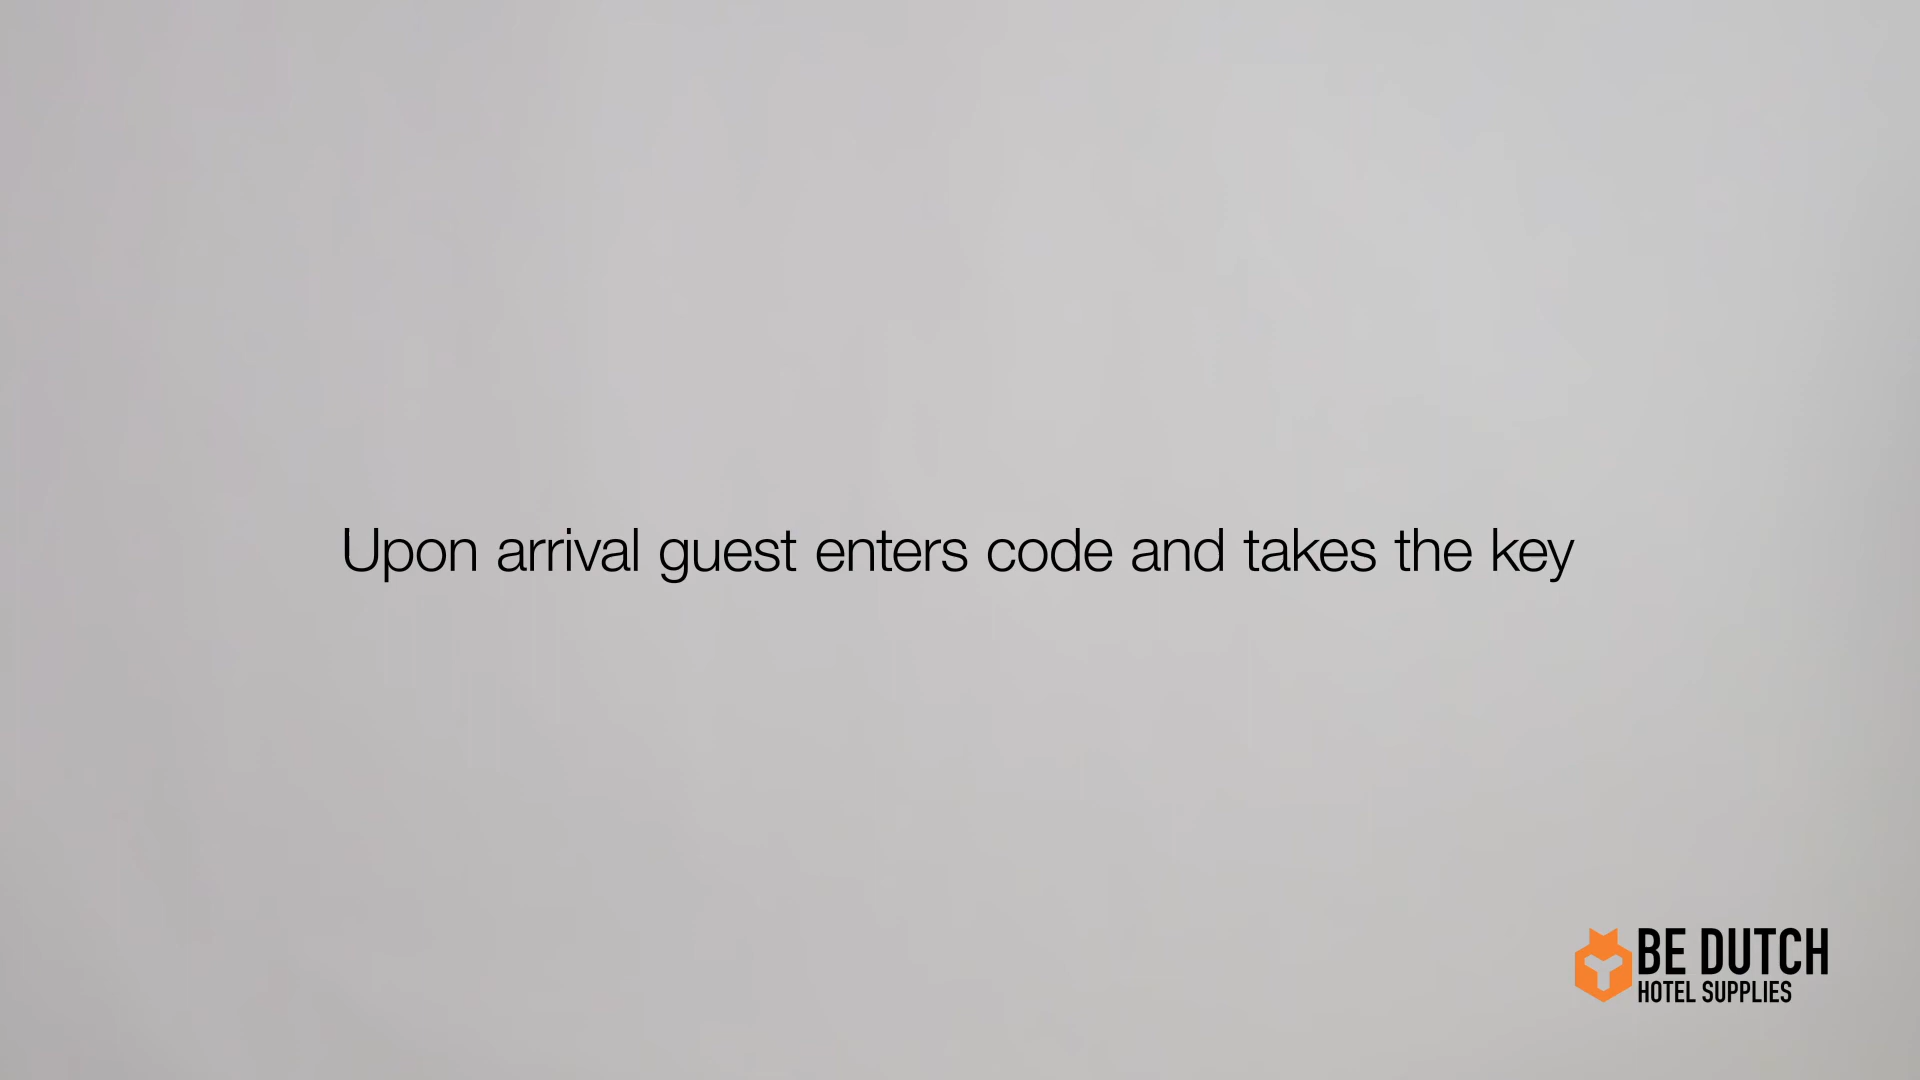 Upon arrival guest enters code and takes the key
BE DUTCH
HOTEL SUPPLIES